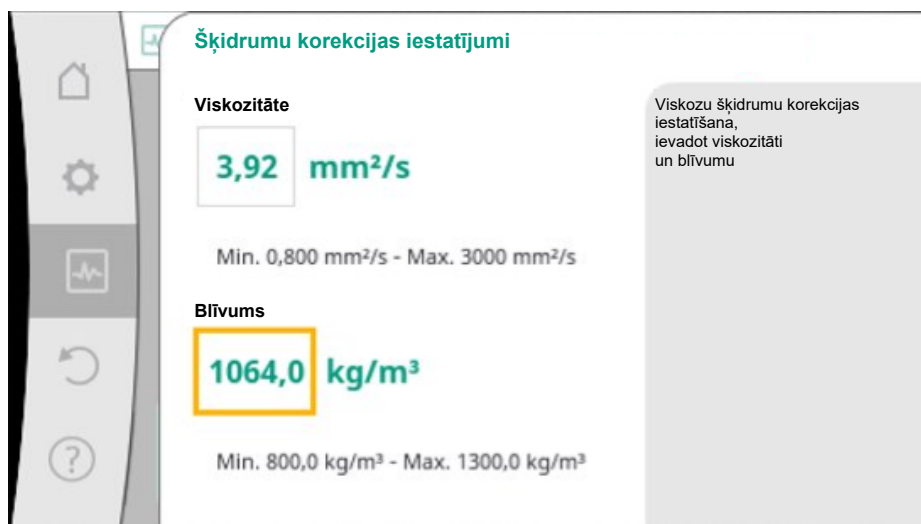 Šķidrumu korekcijas iestatījumi
Viskozitāte
3,92 mm²/s
Min. 0,800 mm²/s - Max. 3000 mm²/s
Blīvums
1064,0 kg/m³
Min. 800,0 kg/m³ - Max. 1300,0 kg/m³
Viskozu šķidrumu korekcijas
iestatīšana,
ievadot viskozitāti
un blīvumu